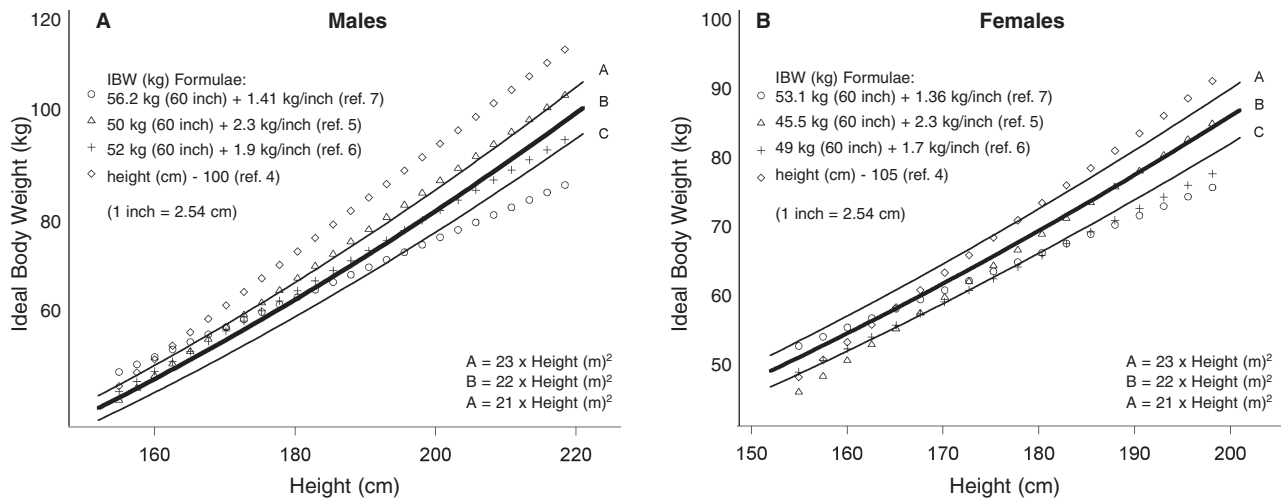 A Males
Ideal Body Weight (kg)
120
100
80
60
IBW (kg) Formulae:
○ 56.2 kg (60 inch) + 1.41 kg/inch (ref. 7)
△ 50 kg (60 inch) + 2.3 kg/inch (ref. 5)
+ 52 kg (60 inch) + 1.9 kg/inch (ref. 6)
◇ height (cm) - 100 (ref. 4)
(1 inch = 2.54 cm)
A
B
C
A = 23 x Height (m)²
B = 22 x Height (m)²
A = 21 x Height (m)²
160 180 200 220
Height (cm)
B Females
Ideal Body Weight (kg)
100
90
80
70
60
50
IBW (kg) Formulae:
○ 53.1 kg (60 inch) + 1.36 kg/inch (ref. 7)
△ 45.5 kg (60 inch) + 2.3 kg/inch (ref. 5)
+ 49 kg (60 inch) + 1.7 kg/inch (ref. 6)
◇ height (cm) - 105 (ref. 4)
(1 inch = 2.54 cm)
A
B
C
A = 23 x Height (m)²
B = 22 x Height (m)²
A = 21 x Height (m)²
150 160 170 180 190 200
Height (cm)